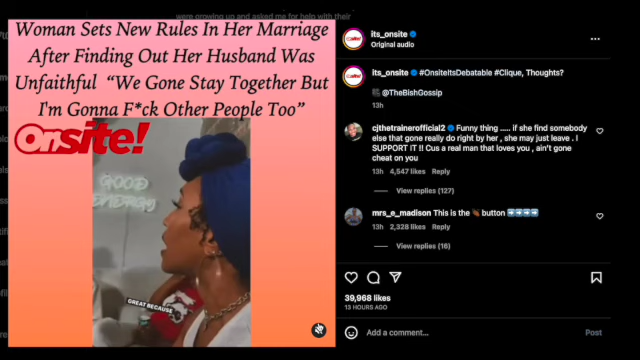 were growing up and asked me for help with their
Woman Sets New Rules In Her Marriage
After Finding Out Her Husband Was
Unfaithful “We Gone Stay Together But
I'm Gonna F*ck Other People Too”
Onsite!
GOOD
ENERGY
GREAT BECAUSE
its_onsite
Original audio
its_onsite #OnsiteItsDebatable #Clique, Thoughts?
@TheBishGossip
13h
cjthetrainerofficial2 Funny thing ..... if she find somebody
else that gone really do right by her , she may just leave . I
SUPPORT IT !! Cus a real man that loves you , ain't gone
cheat on you
13h 4,547 likes Reply
View replies (127)
mrs_e_madison This is the button
13h 2,328 likes Reply
View replies (16)
39,968 likes
13 HOURS AGO
Add a comment...
Post